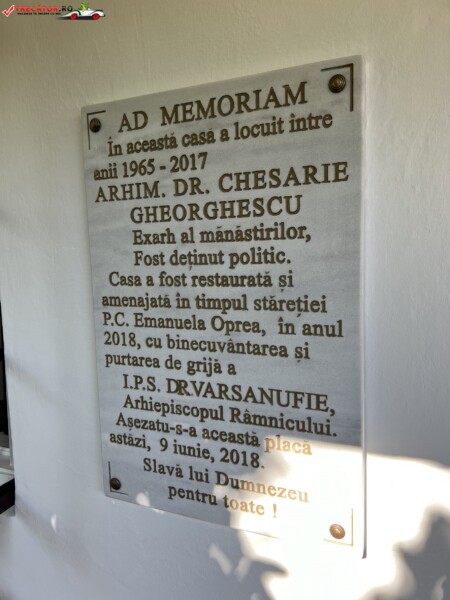 TRECATOR.RO
AD MEMORIAM
În această casă a locuit între
anii 1965 - 2017
ARHIM. DR. CHESARIE
GHEORGHESCU
Exarh al mănăstirilor,
Fost deținut politic.
Casa a fost restaurată și
amenajată în timpul stăreției
P.C. Emanuela Oprea, în anul
2018, cu binecuvântarea și
purtarea de grijă a
I.P.S. DR.VARSANUFIE,
Arhiepiscopul Râmnicului.
Așezatu-s-a această placă
astăzi, 9 iunie, 2018.
Slavă lui Dumnezeu
pentru toate !